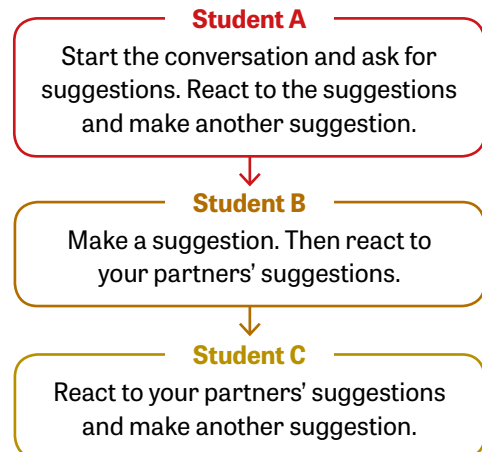 Student A
Start the conversation and ask for
suggestions. React to the suggestions
and make another suggestion.
Student B
Make a suggestion. Then react to
your partners’ suggestions.
Student C
React to your partners’ suggestions
and make another suggestion.